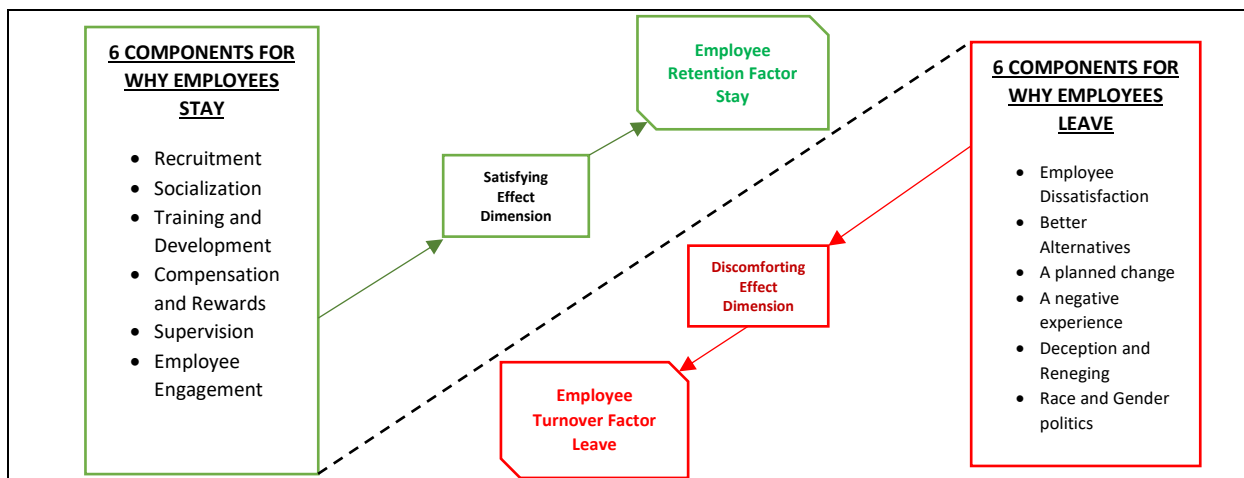 6 COMPONENTS FOR
WHY EMPLOYEES
STAY
• Recruitment
• Socialization
• Training and
Development
• Compensation
and Rewards
• Supervision
• Employee
Engagement
Satisfying
Effect
Dimension
Employee
Retention Factor
Stay
Discomforting
Effect
Dimension
Employee
Turnover Factor
Leave
6 COMPONENTS FOR
WHY EMPLOYEES
LEAVE
• Employee
Dissatisfaction
• Better
Alternatives
• A planned change
• A negative
experience
• Deception and
Reneging
• Race and Gender
politics